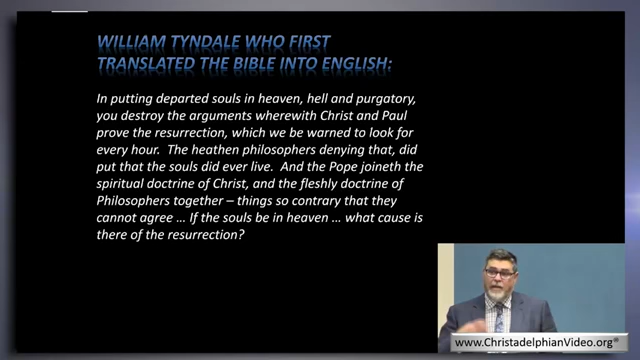 WILLIAM TYNDALE WHO FIRST
TRANSLATED THE BIBLE INTO ENGLISH:
In putting departed souls in heaven, hell and purgatory,
you destroy the arguments wherewith Christ and Paul
prove the resurrection, which we be warned to look for
every hour.  The heathen philosophers denying that, did
put that the souls did ever live.  And the Pope joineth the
spiritual doctrine of Christ, and the fleshly doctrine of
Philosophers together – things so contrary that they
cannot agree … If the souls be in heaven … what cause is
there of the resurrection?
www.ChristadelphianVideo.org®